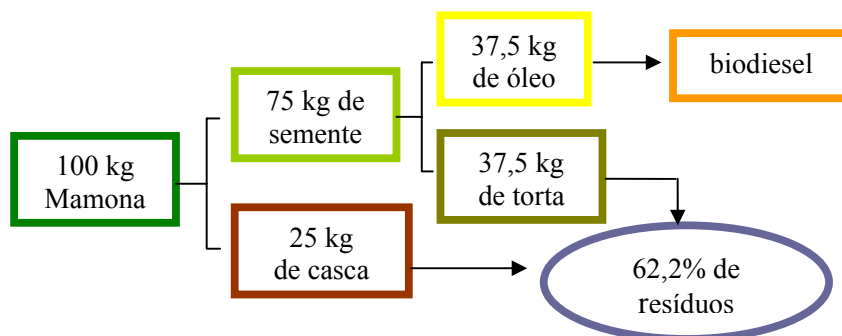 100 kg
Mamona
75 kg de
semente
25 kg
de casca
37,5 kg
de óleo
37,5 kg
de torta
biodiesel
62,2% de
resíduos